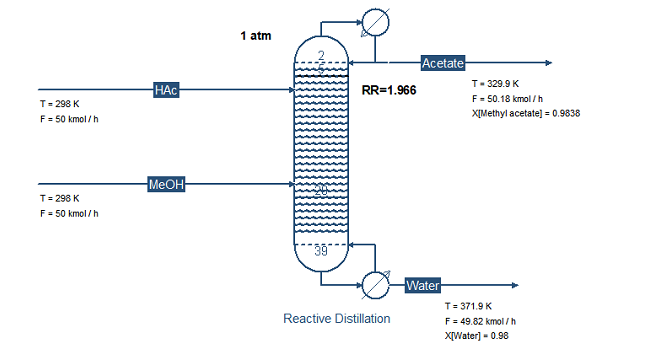 1 atm
2
5
Acetate
T = 329.9 K
F = 50.18 kmol / h
X[Methyl acetate] = 0.9838
RR=1.966
HAc
T = 298 K
F = 50 kmol / h
MeOH
T = 298 K
F = 50 kmol / h
39
Water
T = 371.9 K
F = 49.82 kmol / h
X[Water] = 0.98
Reactive Distillation